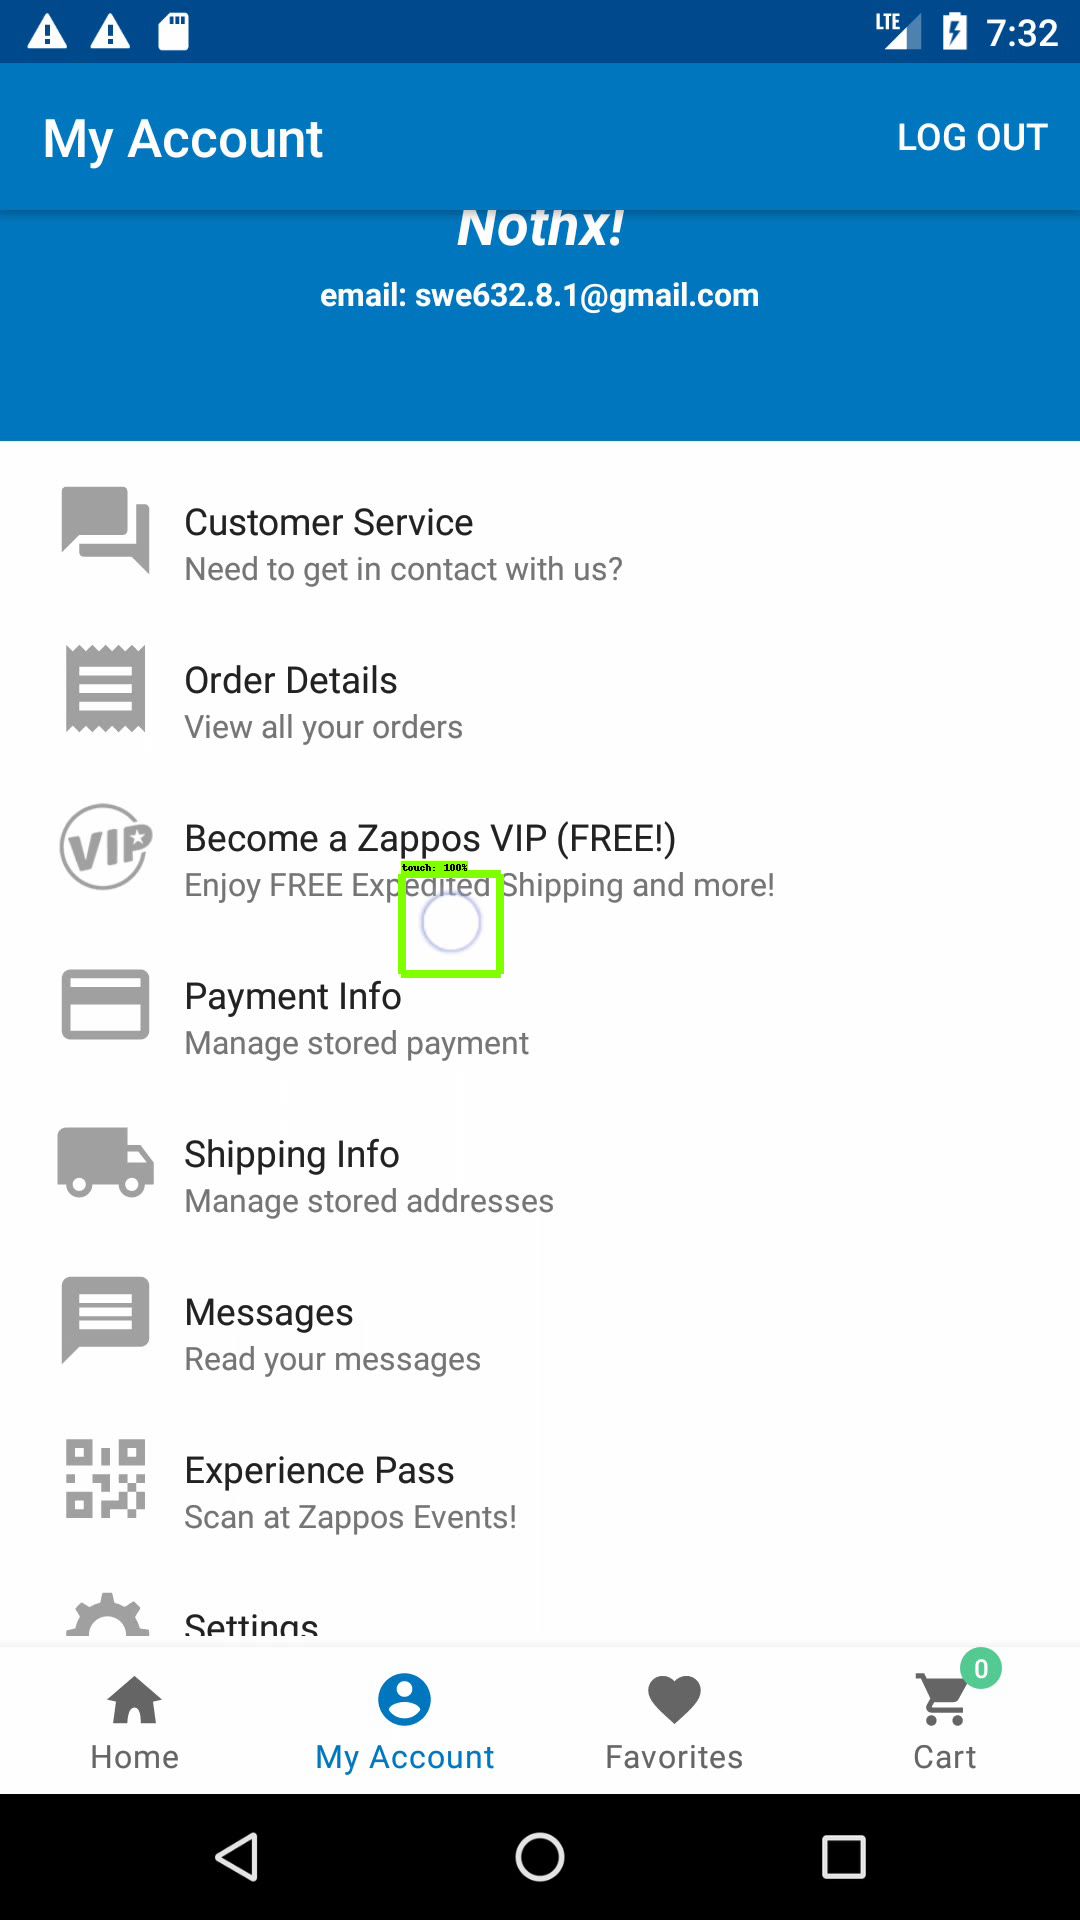 LTE 7:32
My Account LOG OUT
Nothx!
email: swe632.8.1@gmail.com
Customer Service
Need to get in contact with us?
Order Details
View all your orders
VIP
Become a Zappos VIP (FREE!)
touch: 100%
Enjoy FREE Expedited Shipping and more!
Payment Info
Manage stored payment
Shipping Info
Manage stored addresses
Messages
Read your messages
Experience Pass
Scan at Zappos Events!
Settings
0
Home My Account Favorites Cart